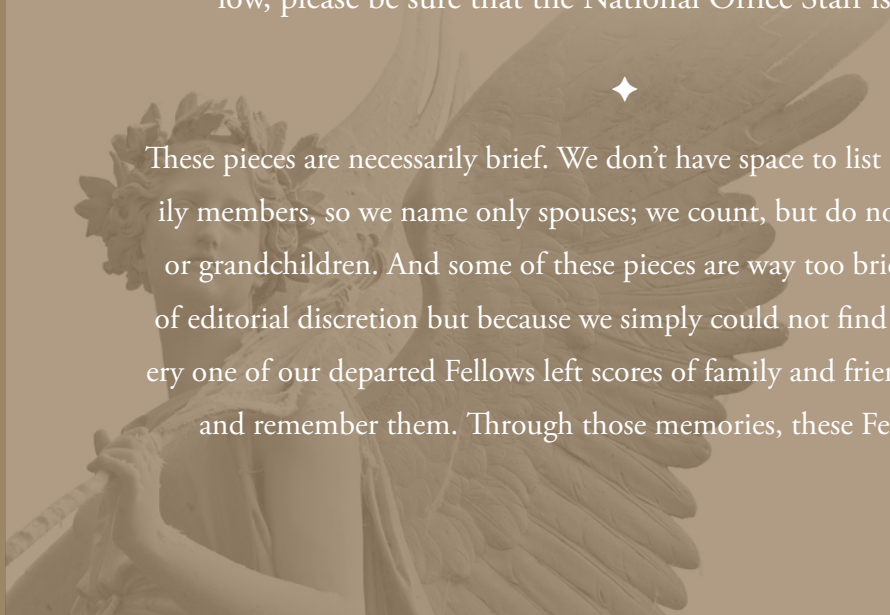 low, please be sure that the National Office Staff is
These pieces are necessarily brief. We don’t have space to list
ily members, so we name only spouses; we count, but do no
or grandchildren. And some of these pieces are way too brie
of editorial discretion but because we simply could not find
ery one of our departed Fellows left scores of family and frien
and remember them. Through those memories, these Fe